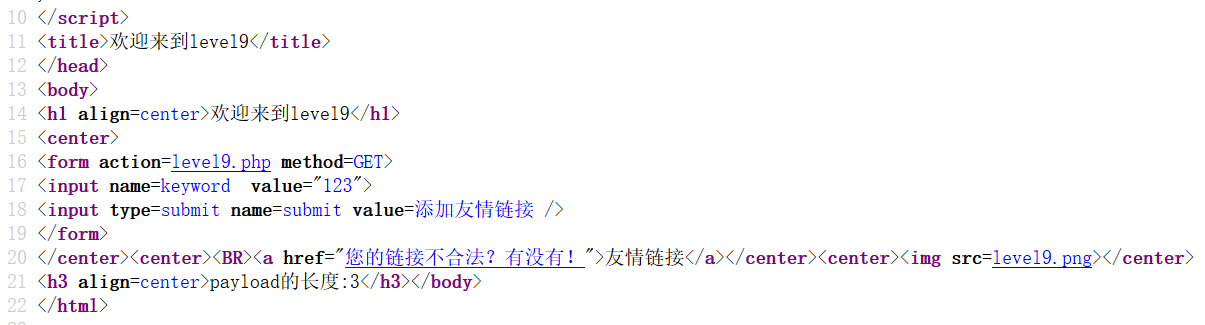 10 </script>
11 <title>欢迎来到level9</title>
12 </head>
13 <body>
14 <h1 align=center>欢迎来到level9</h1>
15 <center>
16 <form action=level9.php method=GET>
17 <input name=keyword  value="123">
18 <input type=submit name=submit value=添加友情链接 />
19 </form>
20 </center><center><BR><a href="您的链接不合法？有没有！">友情链接</a></center><center><img src=level9.png></center>
21 <h3 align=center>payload的长度:3</h3></body>
22 </html>